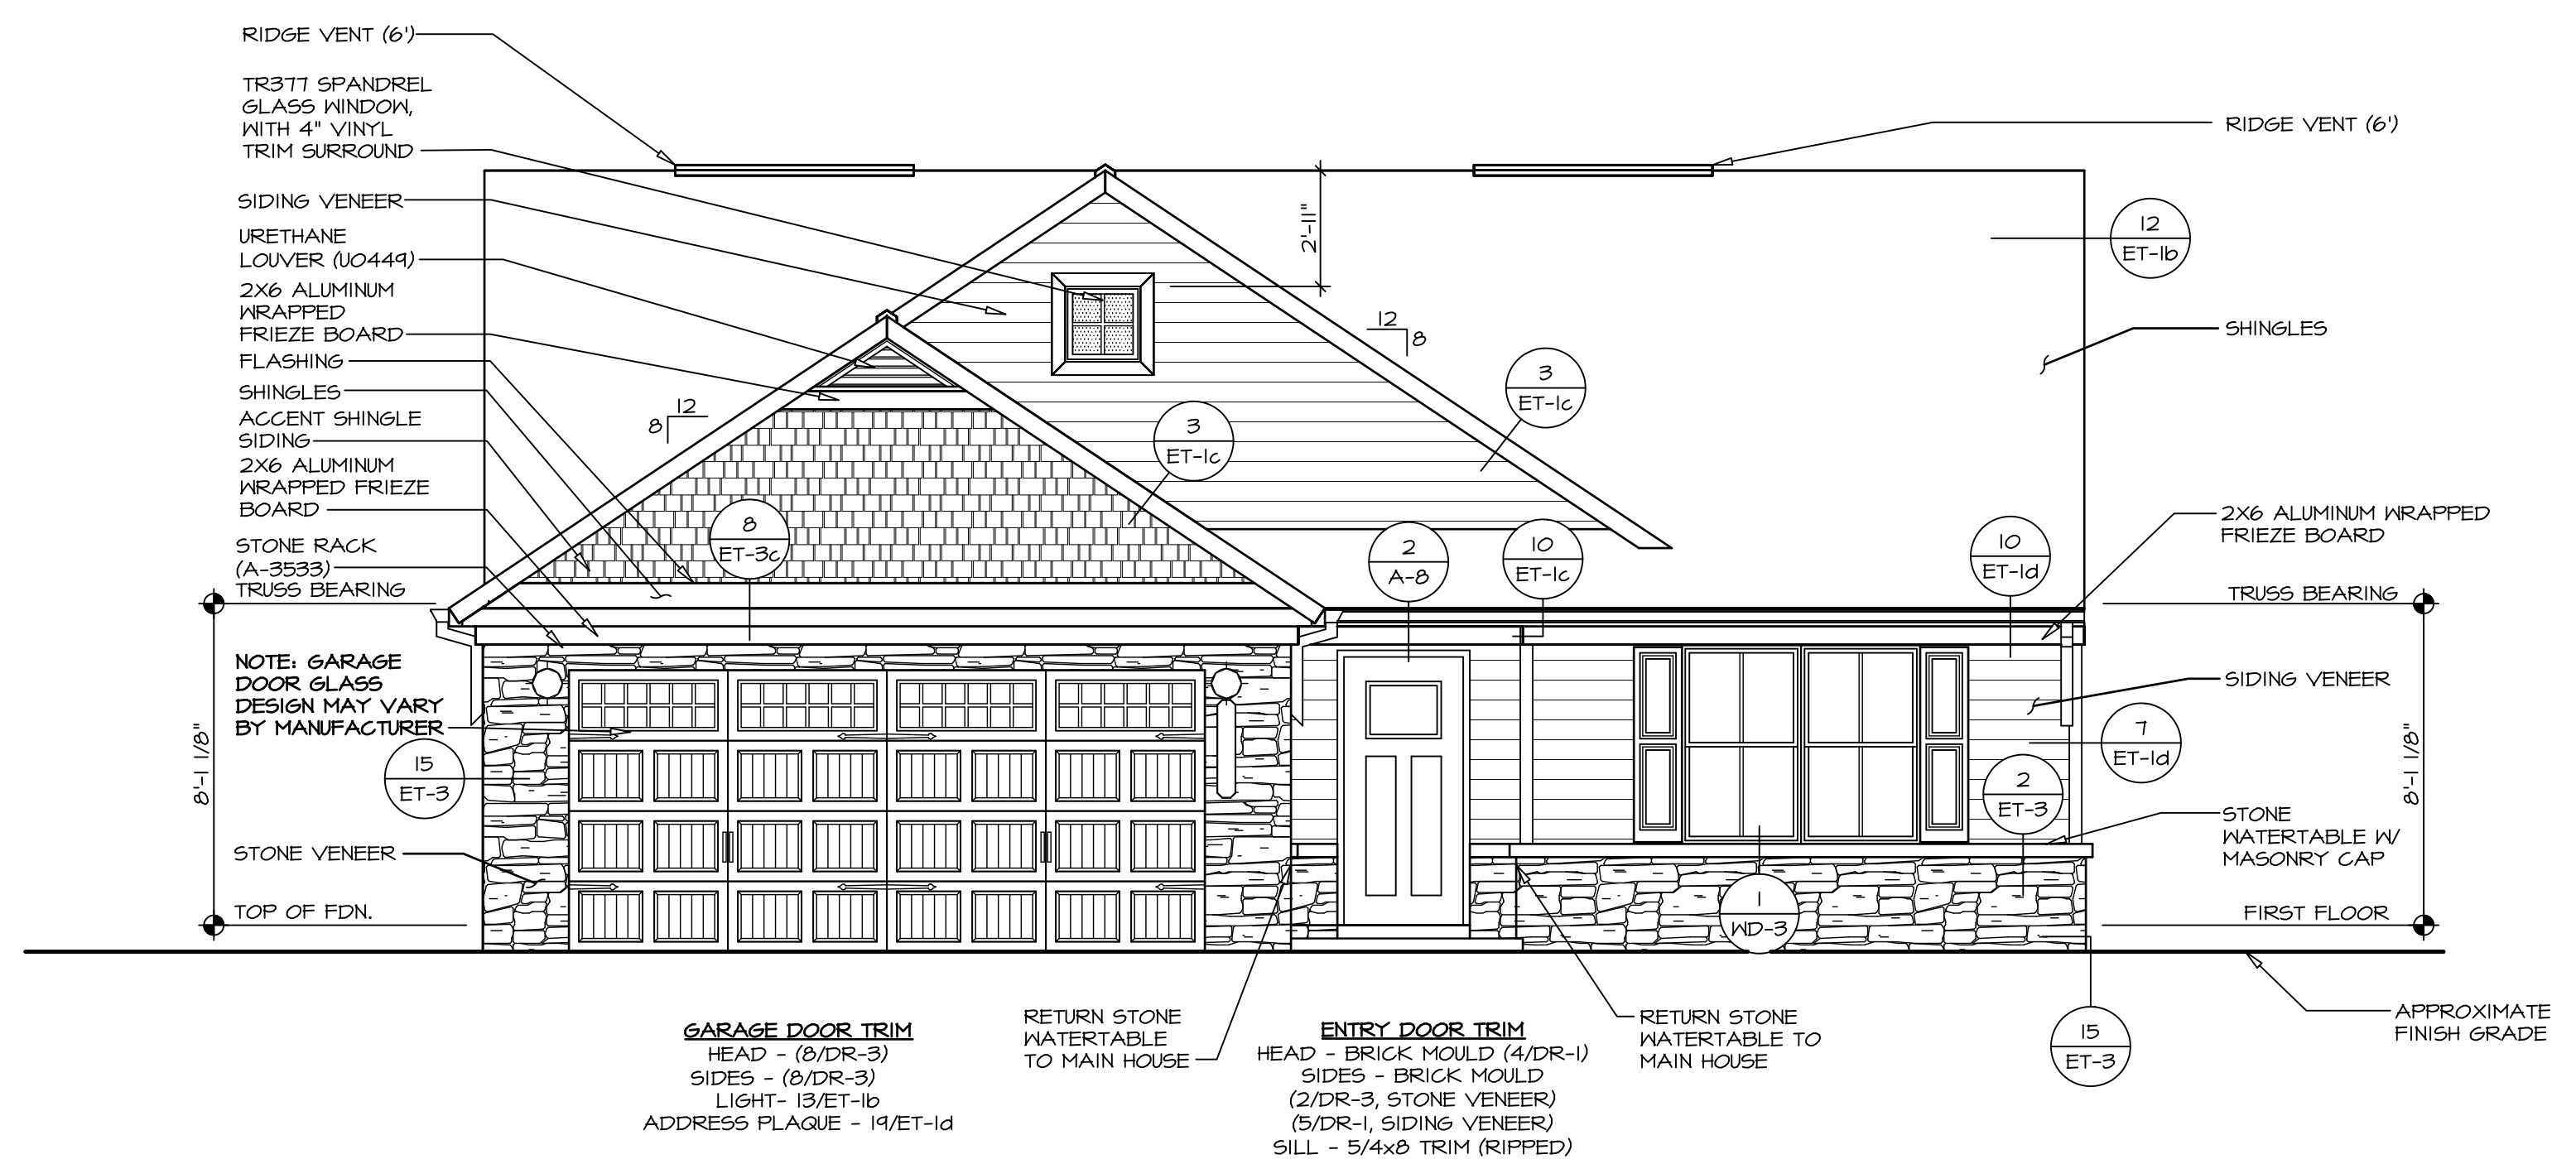 RIDGE VENT (6')
TR377 SPANDREL
GLASS WINDOW,
WITH 4" VINYL
TRIM SURROUND
SIDING VENEER
URETHANE
LOUVER (U0449)
2X6 ALUMINUM
WRAPPED
FRIEZE BOARD
FLASHING
SHINGLES
ACCENT SHINGLE
SIDING
2X6 ALUMINUM
WRAPPED FRIEZE
BOARD
STONE RACK
(A-3533)
TRUSS BEARING
8'-1 1/8"
NOTE: GARAGE
DOOR GLASS
DESIGN MAY VARY
BY MANUFACTURER
15
ET-3
STONE VENEER
TOP OF FDN.
12
8
8
ET-3c
3
ET-1c
2'-11"
12
8
3
ET-1c
2
A-8
10
ET-1c
10
ET-1d
1
WD-3
2
ET-3
7
ET-1d
RIDGE VENT (6')
12
ET-1b
SHINGLES
2X6 ALUMINUM WRAPPED
FRIEZE BOARD
TRUSS BEARING
SIDING VENEER
8'-1 1/8"
STONE
WATERTABLE W/
MASONRY CAP
FIRST FLOOR
APPROXIMATE
FINISH GRADE
15
ET-3
GARAGE DOOR TRIM
HEAD - (8/DR-3)
SIDES - (8/DR-3)
LIGHT- 13/ET-1b
ADDRESS PLAQUE - 19/ET-1d
RETURN STONE
WATERTABLE
TO MAIN HOUSE
ENTRY DOOR TRIM
HEAD - BRICK MOULD (4/DR-1)
SIDES - BRICK MOULD
(2/DR-3, STONE VENEER)
(5/DR-1, SIDING VENEER)
SILL - 5/4x8 TRIM (RIPPED)
RETURN STONE
WATERTABLE TO
MAIN HOUSE